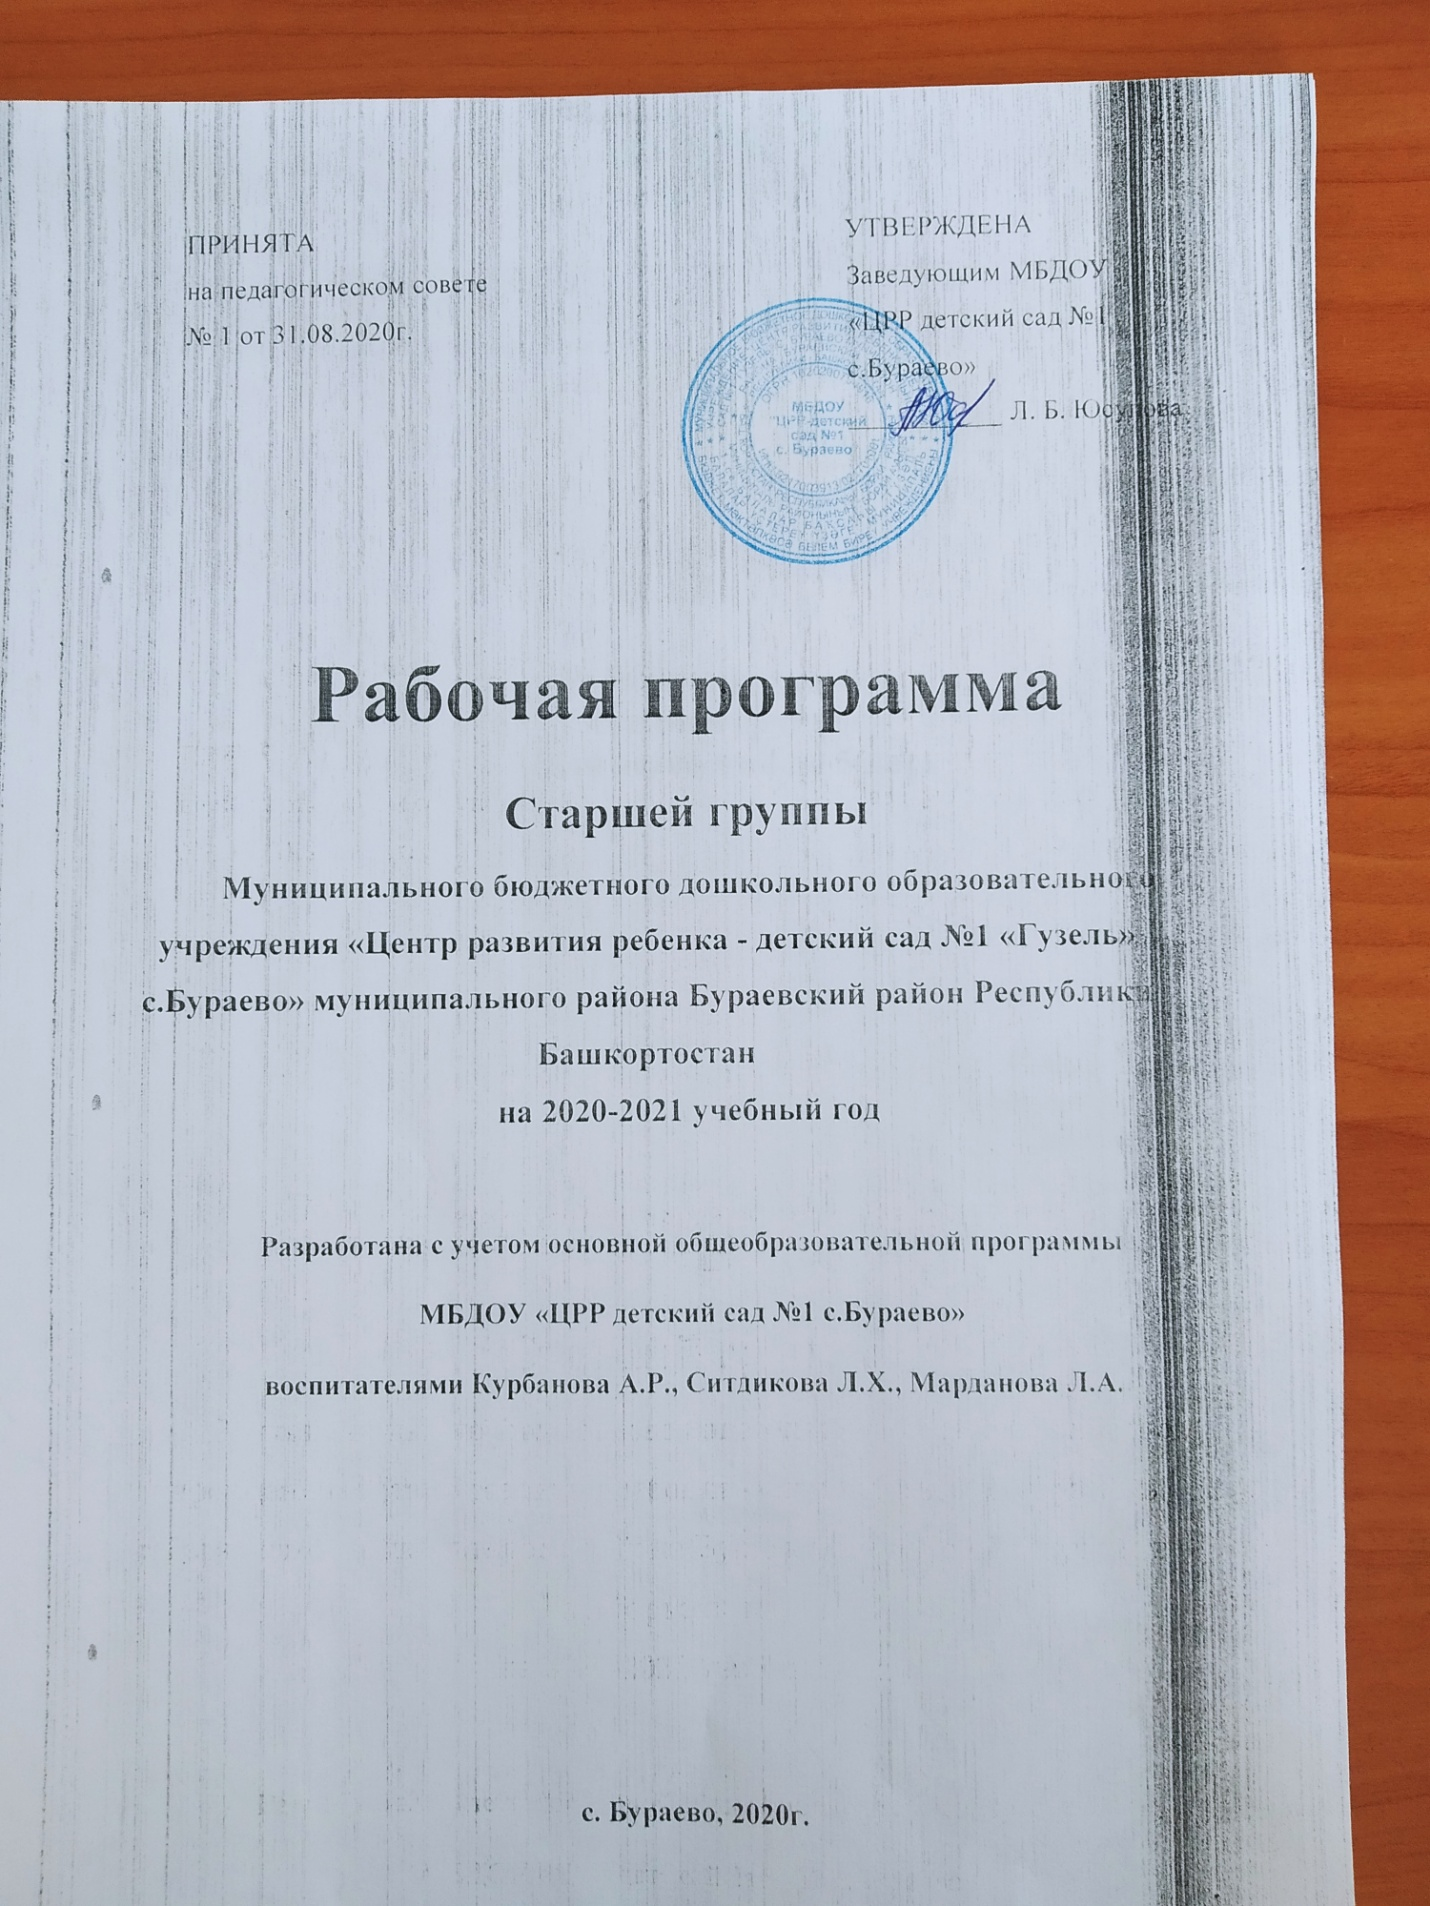 ПРИНЯТА
на педагогическом совете
№ 1 от 31.08.2020г.
УТВЕРЖДЕНА
Заведующим МБДОУ
«ЦРР детский сад №1
с.Бураево»
Л. Б. Юсупова
МБДОУ
"ЦРР-детский
сад №1
с. Бураево
Рабочая программа
Старшей группы
Муниципального бюджетного дошкольного образовательного
учреждения «Центр развития ребенка - детский сад №1 «Гузель»
с.Бураево» муниципального района Бураевский район Республики
Башкортостан
на 2020-2021 учебный год
Разработана с учетом основной общеобразовательной программы
МБДОУ «ЦРР детский сад №1 с.Бураево»
воспитателями Курбанова А.Р., Ситдикова Л.Х., Марданова Л.А.
с. Бураево, 2020г.